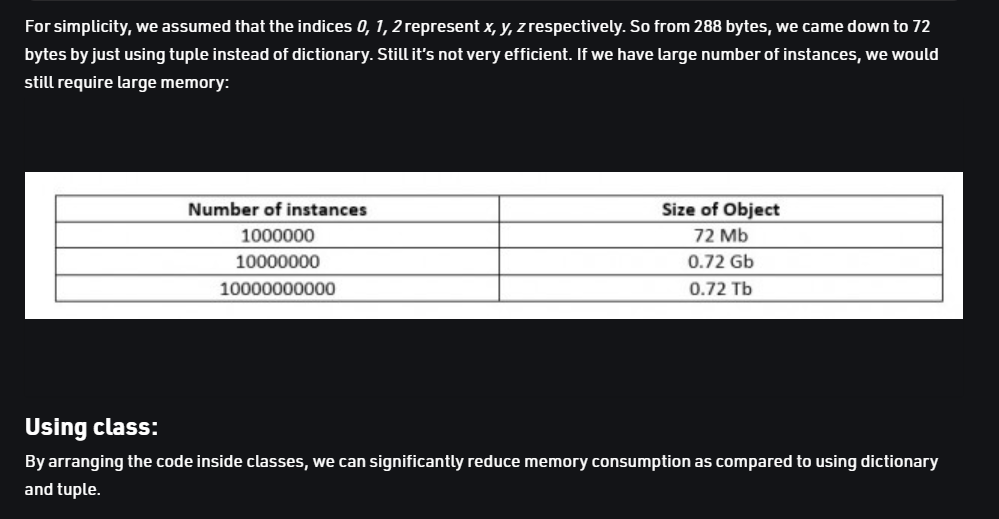 For simplicity, we assumed that the indices 0, 1, 2 represent x, y, z respectively. So from 288 bytes, we came down to 72
bytes by just using tuple instead of dictionary. Still it's not very efficient. If we have large number of instances, we would
still require large memory:
Number of instances Size of Object
1000000 72 Mb
10000000 0.72 Gb
10000000000 0.72 Tb
Using class:
By arranging the code inside classes, we can significantly reduce memory consumption as compared to using dictionary
and tuple.